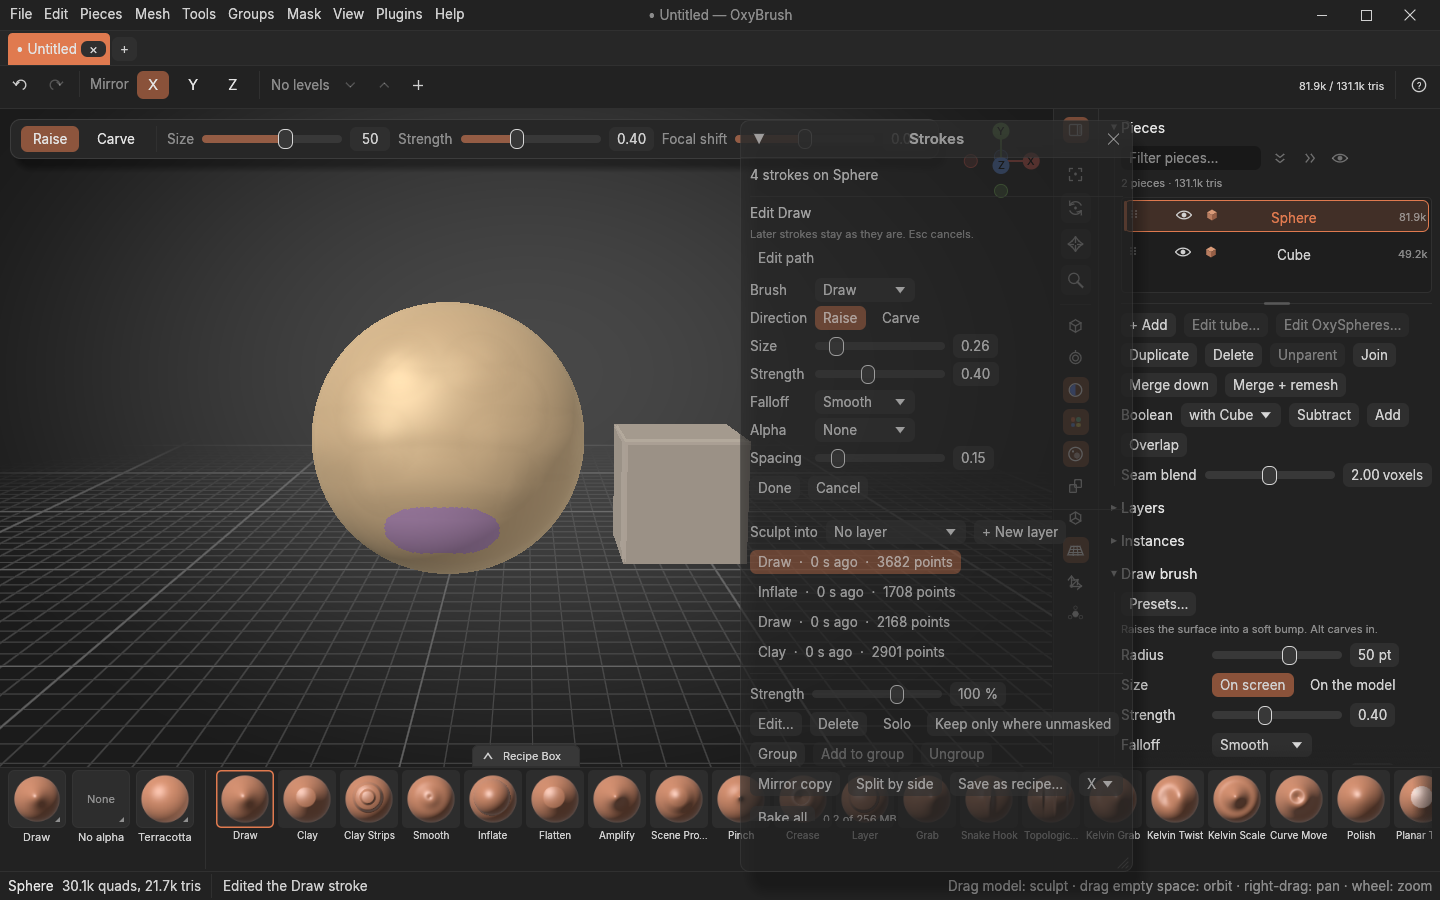 File Edit Pieces Mesh Tools Groups Mask View Plugins Help
• Untitled — OxyBrush
• Untitled
Mirror X Y Z No levels
81.9k / 131.1k tris
Raise Carve Size 50 Strength 0.40 Focal shift 0.0
Strokes
4 strokes on Sphere
Edit Draw
Later strokes stay as they are. Esc cancels.
Edit path
Brush Draw
Direction Raise Carve
Size 0.26
Strength 0.40
Falloff Smooth
Alpha None
Spacing 0.15
Done Cancel
Sculpt into No layer + New layer
Draw · 0 s ago · 3682 points
Inflate · 0 s ago · 1708 points
Draw · 0 s ago · 2168 points
Clay · 0 s ago · 2901 points
Strength 100 %
Edit... Delete Solo Keep only where unmasked
Group Add to group Ungroup
Mirror copy Split by side Save as recipe... X
Bake all 0.2 of 256 MB
Y
Z X
Pieces
Filter pieces...
2 pieces · 131.1k tris
Sphere 81.9k
Cube 49.2k
+ Add Edit tube... Edit OxySpheres...
Duplicate Delete Unparent Join
Merge down Merge + remesh
Boolean with Cube Subtract Add
Overlap
Seam blend 2.00 voxels
Layers
Instances
Draw brush
Presets...
Raises the surface into a soft bump. Alt carves in.
Radius 50 pt
Size On screen On the model
Strength 0.40
Falloff Smooth
Recipe Box
None
Draw No alpha Terracotta Draw Clay Clay Strips Smooth Inflate Flatten Amplify Scene Pro... Pinch Crease Layer Grab Snake Hook Topologic... Kelvin Grab Kelvin Twist Kelvin Scale Curve Move Polish Planar T
Sphere 30.1k quads, 21.7k tris Edited the Draw stroke
Drag model: sculpt · drag empty space: orbit · right-drag: pan · wheel: zoom